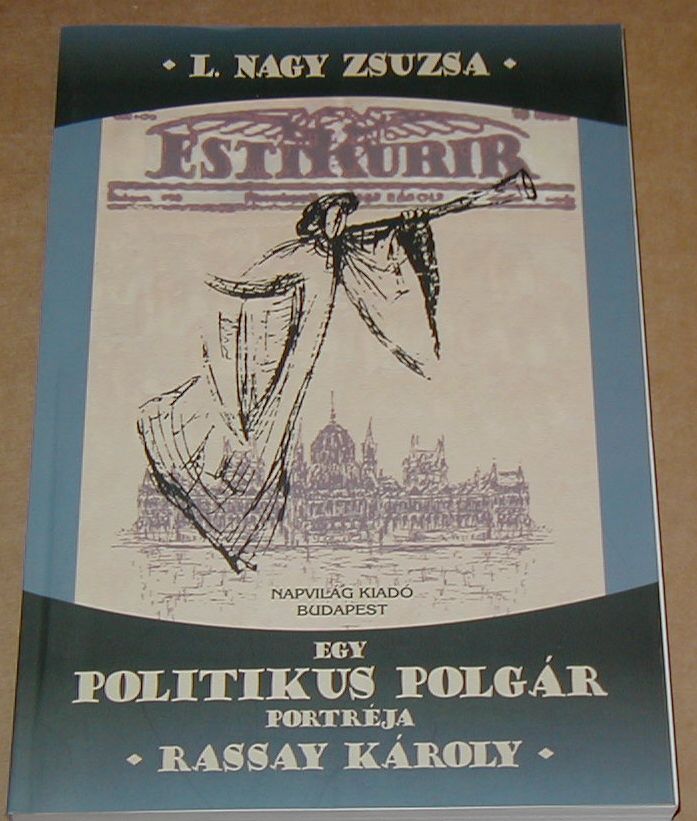 • L. NAGY ZSUZSA •
ESTI KURIR
NAPVILÁG KIADÓ
BUDAPEST
EGY
POLITIKUS POLGÁR
PORTRÉJA
• RASSAY KÁROLY •